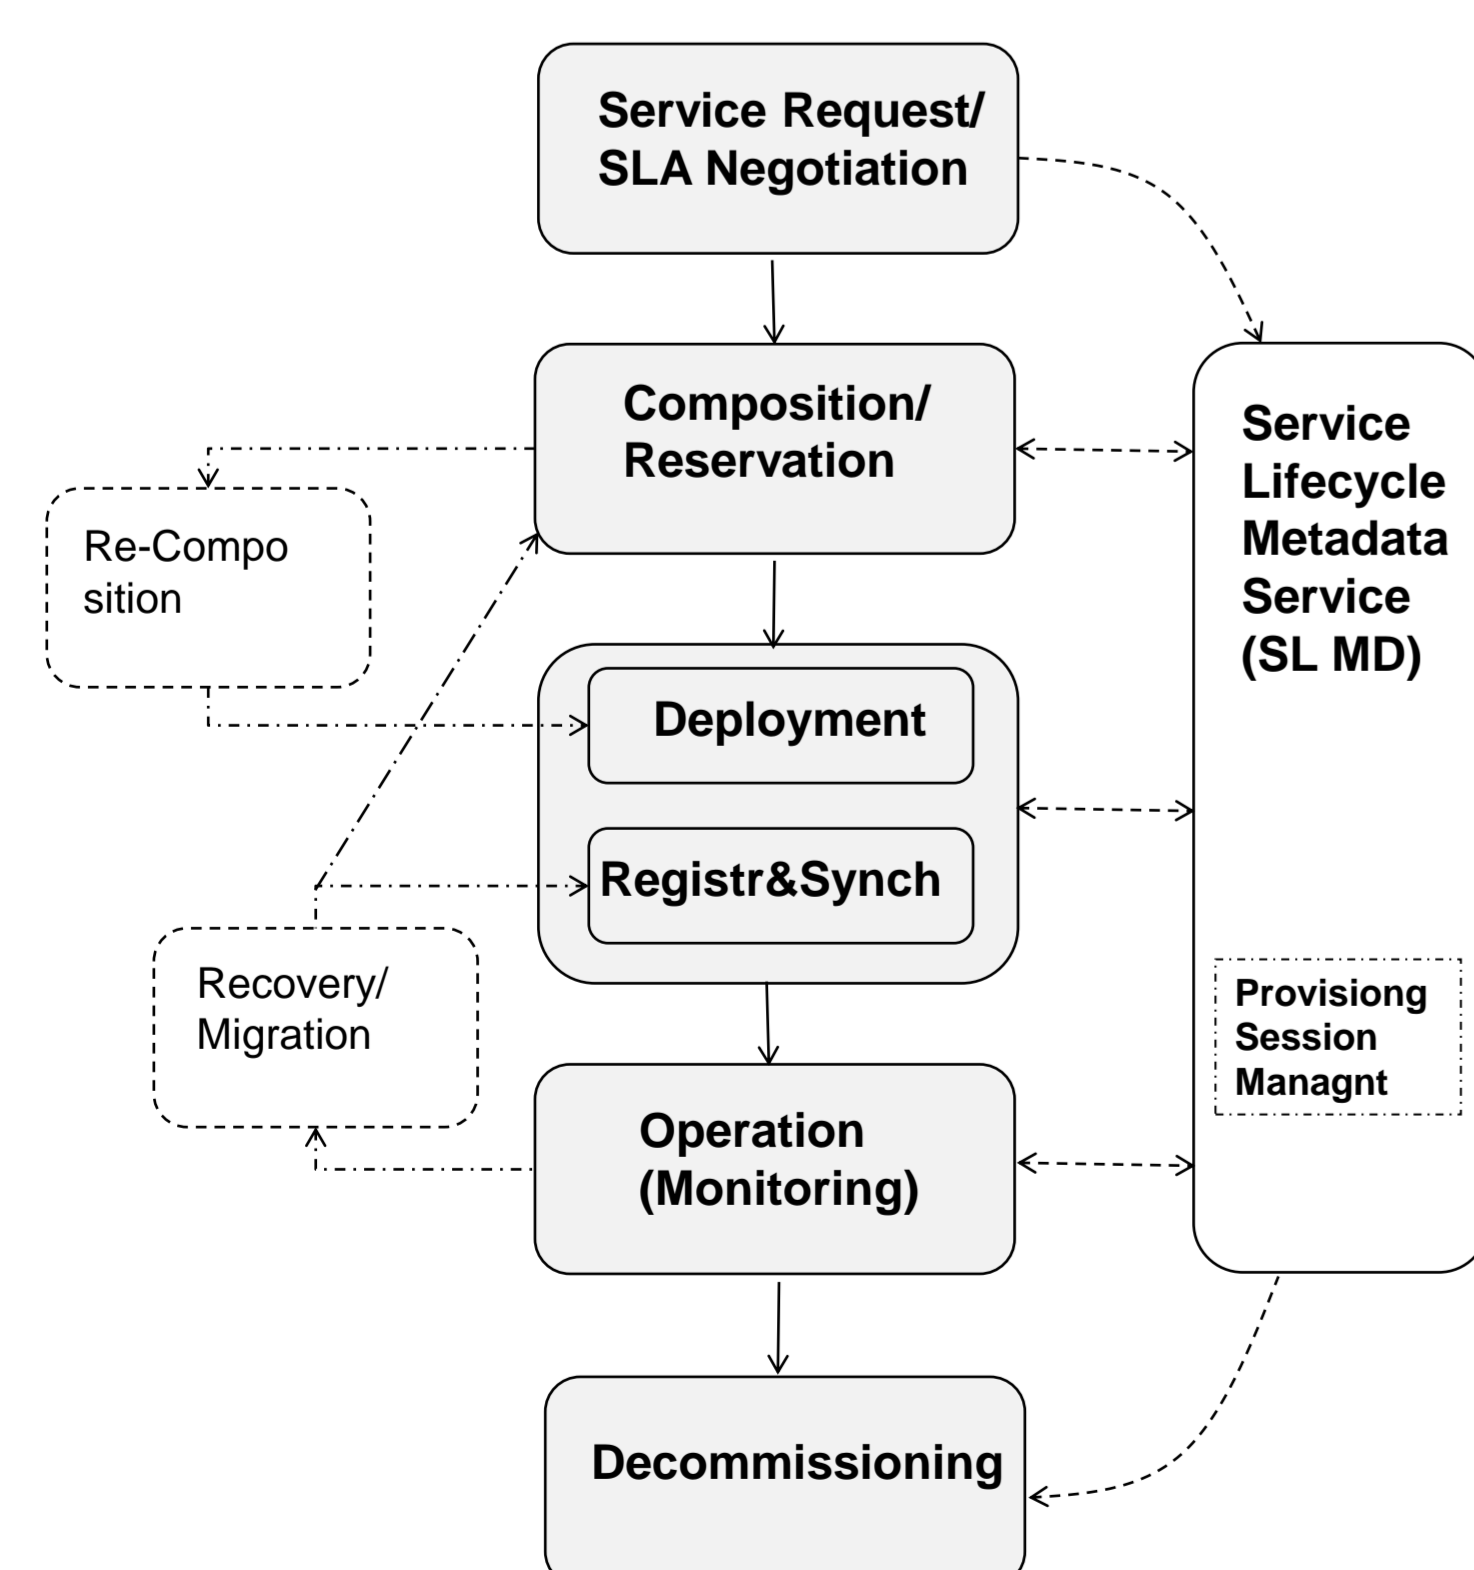 Service Request/
SLA Negotiation
Composition/
Reservation
Service
Lifecycle
Metadata
Service
(SL MD)
Re-Compo
sition
Deployment
Registr&Synch
Recovery/
Migration
Provisiong
Session
Managnt
Operation
(Monitoring)
Decommissioning